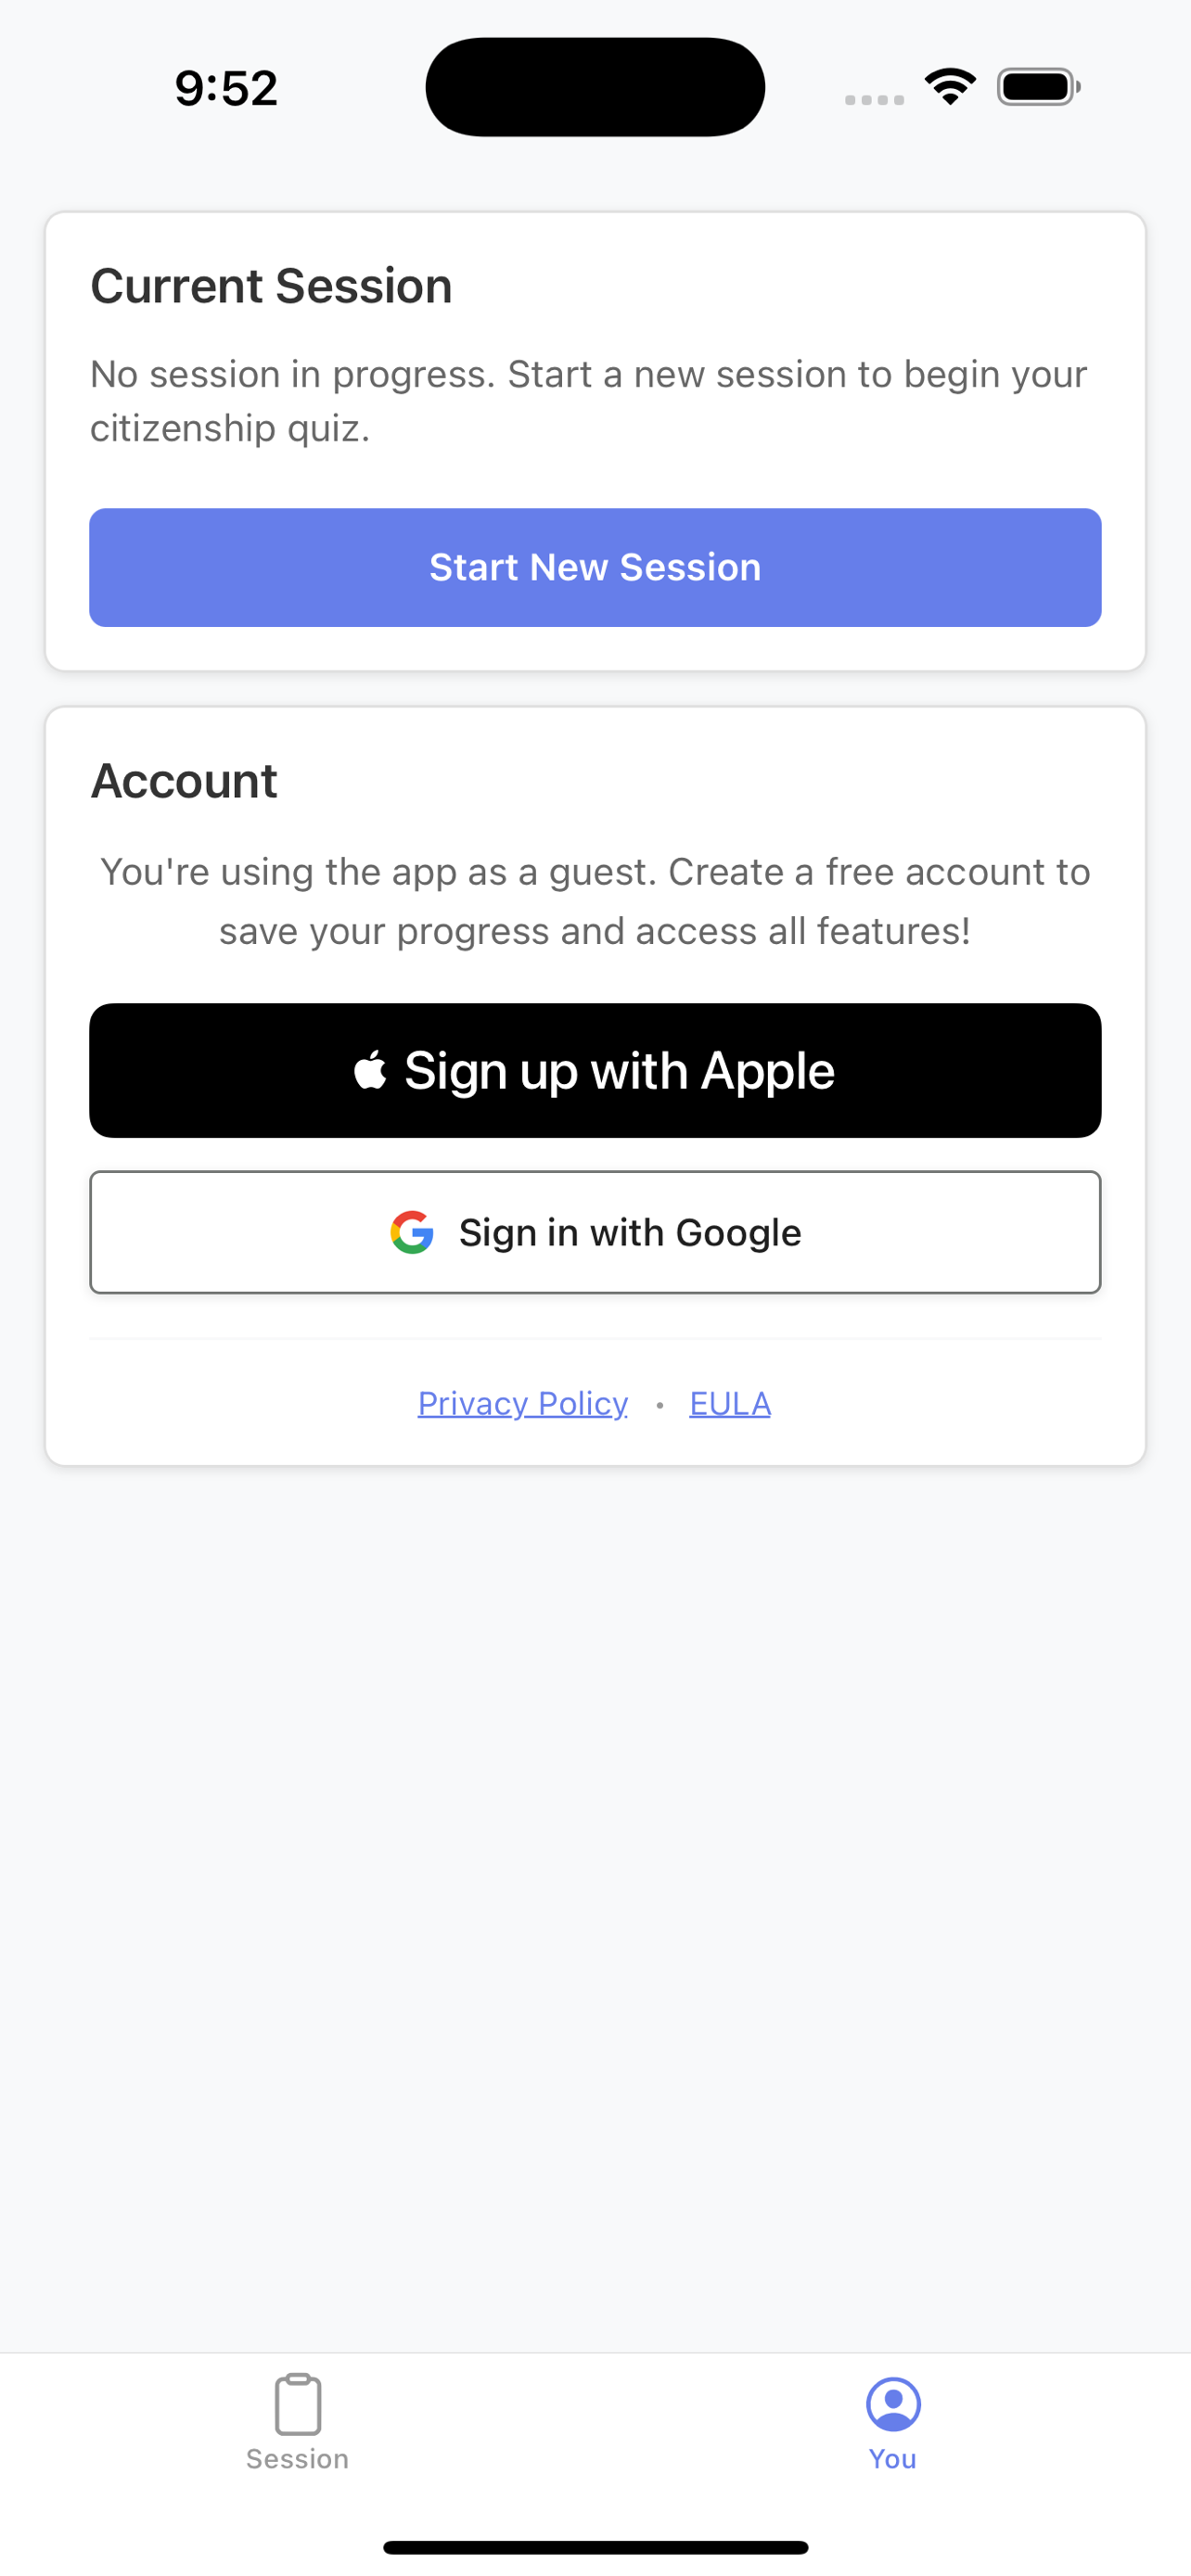 9:52
Current Session
No session in progress. Start a new session to begin your
citizenship quiz.
Start New Session
Account
You're using the app as a guest. Create a free account to
save your progress and access all features!
Sign up with Apple
Sign in with Google
Privacy Policy • EULA
Session
You